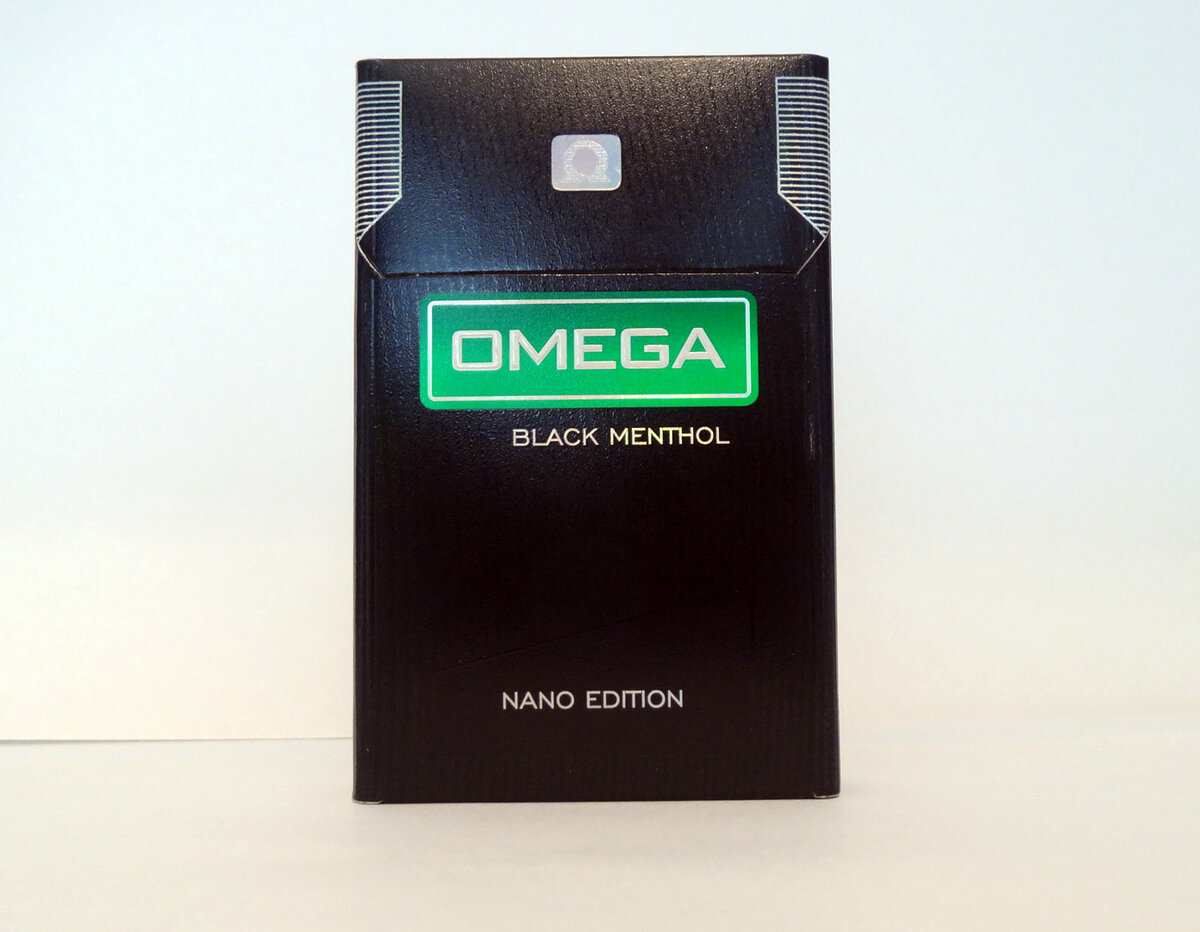 Ω
OMEGA
BLACK MENTHOL
NANO EDITION